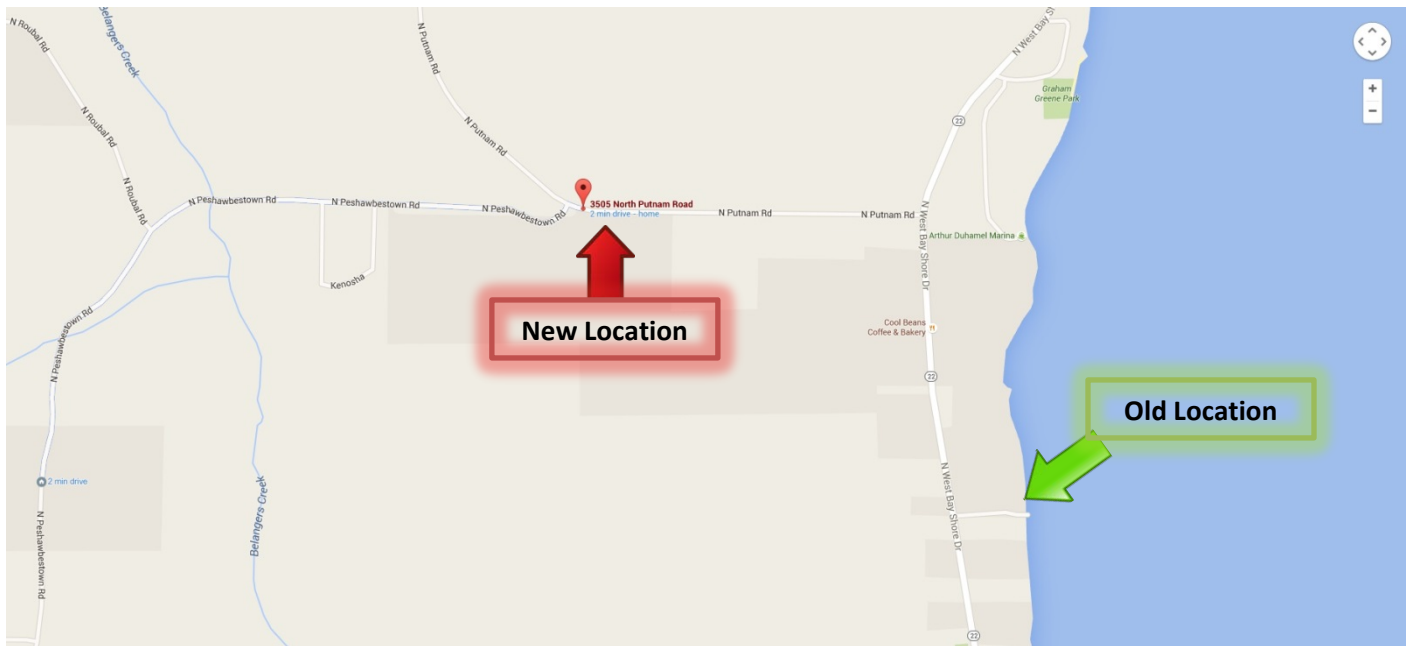 N Roubal Rd
Belangers Creek
N Putnam Rd
N West Bay Sh
Graham
Greene Park
22
N Roubal Rd
N Putnam Rd
N Roubal Rd
N Peshawbestown Rd
N Peshawbestown Rd
N Peshawbestown Rd
3505 North Putnam Road
2 min drive - home
N Putnam Rd
N Putnam Rd
N West Bay Shore Dr
Arthur Duhamel Marina
Kenosha
New Location
N Peshawbestown Rd
Cool Beans
Coffee & Bakery
22
Old Location
2 min drive
Belangers Creek
N West Bay Shore Dr
N Peshawbestown Rd
22
+
−